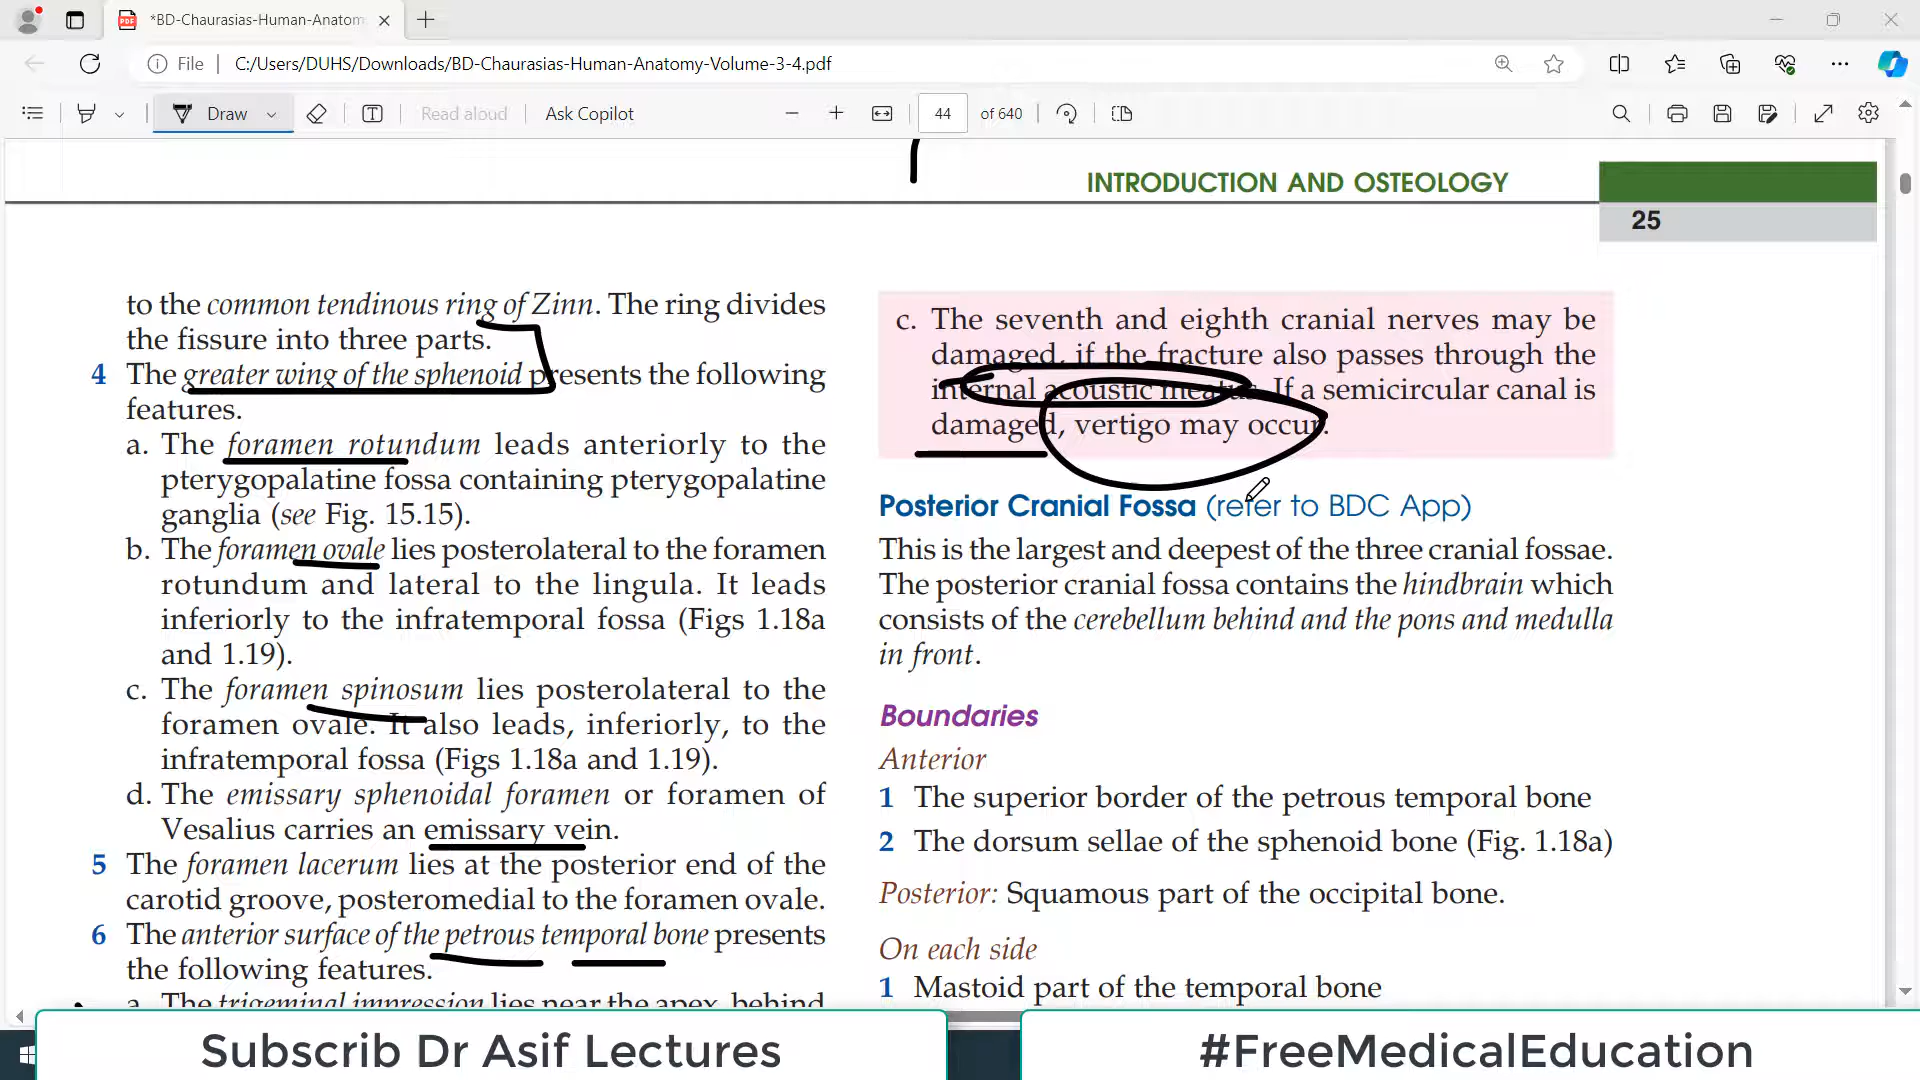 *BD-Chaurasias-Human-Anatom
File
C:/Users/DUHS/Downloads/BD-Chaurasias-Human-Anatomy-Volume-3-4.pdf
Draw
Read aloud
Ask Copilot
44
of 640
INTRODUCTION AND OSTEOLOGY
25
to the common tendinous ring of Zinn. The ring divides
the fissure into three parts.
4 The greater wing of the sphenoid presents the following
features.
a. The foramen rotundum leads anteriorly to the
pterygopalatine fossa containing pterygopalatine
ganglia (see Fig. 15.15).
b. The foramen ovale lies posterolateral to the foramen
rotundum and lateral to the lingula. It leads
inferiorly to the infratemporal fossa (Figs 1.18a
and 1.19).
c. The foramen spinosum lies posterolateral to the
foramen ovale. It also leads, inferiorly, to the
infratemporal fossa (Figs 1.18a and 1.19).
d. The emissary sphenoidal foramen or foramen of
Vesalius carries an emissary vein.
5 The foramen lacerum lies at the posterior end of the
carotid groove, posteromedial to the foramen ovale.
6 The anterior surface of the petrous temporal bone presents
the following features.
a. The trigeminal impression lies near the apex, behind
c. The seventh and eighth cranial nerves may be
damaged, if the fracture also passes through the
internal acoustic meatus. If a semicircular canal is
damaged, vertigo may occur.
Posterior Cranial Fossa (refer to BDC App)
This is the largest and deepest of the three cranial fossae.
The posterior cranial fossa contains the hindbrain which
consists of the cerebellum behind and the pons and medulla
in front.
Boundaries
Anterior
1 The superior border of the petrous temporal bone
2 The dorsum sellae of the sphenoid bone (Fig. 1.18a)
Posterior: Squamous part of the occipital bone.
On each side
1 Mastoid part of the temporal bone
Subscrib Dr Asif Lectures
#FreeMedicalEducation